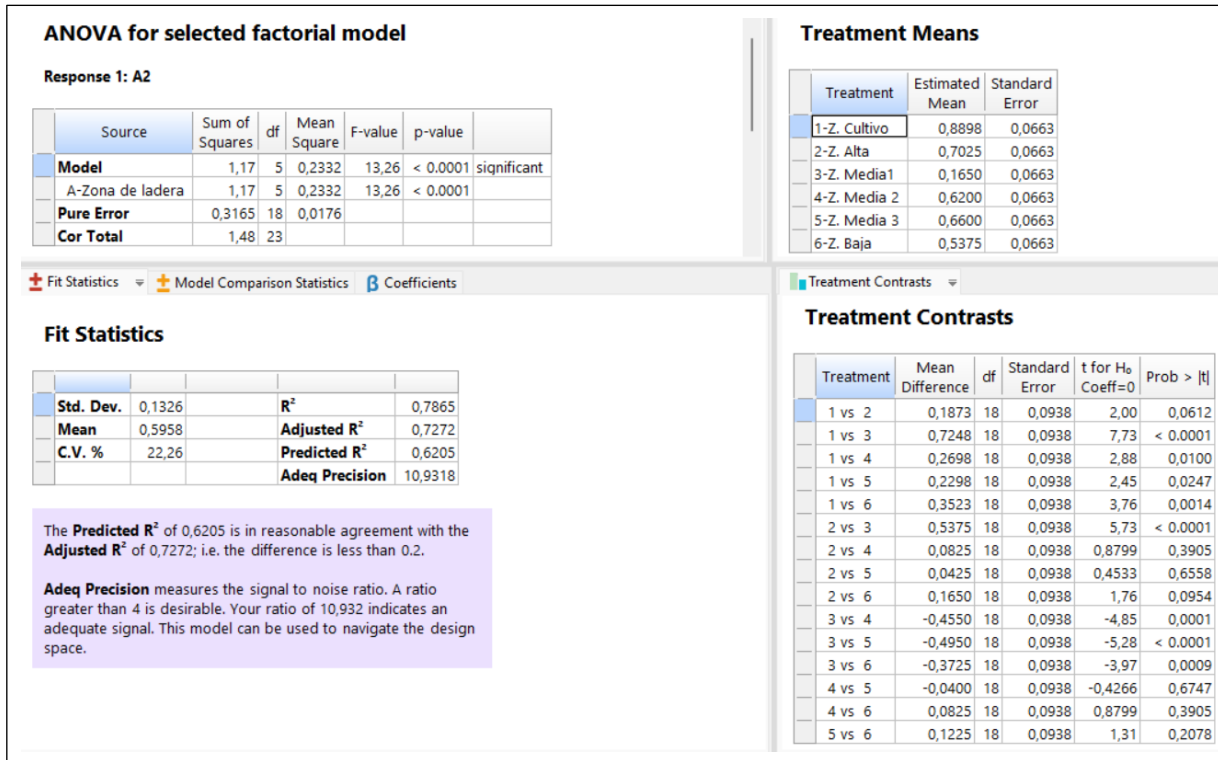 ANOVA for selected factorial model
Response 1: A2
Source Sum of Squares df Mean Square F-value p-value
Model 1,17 5 0,2332 13,26 < 0.0001 significant
A-Zona de ladera 1,17 5 0,2332 13,26 < 0.0001
Pure Error 0,3165 18 0,0176
Cor Total 1,48 23
Treatment Means
Treatment Estimated Mean Standard Error
1-Z. Cultivo 0,8898 0,0663
2-Z. Alta 0,7025 0,0663
3-Z. Media1 0,1650 0,0663
4-Z. Media 2 0,6200 0,0663
5-Z. Media 3 0,6600 0,0663
6-Z. Baja 0,5375 0,0663
Fit Statistics Model Comparison Statistics β Coefficients
Fit Statistics
Std. Dev. 0,1326 R² 0,7865
Mean 0,5958 Adjusted R² 0,7272
C.V. % 22,26 Predicted R² 0,6205
Adeq Precision 10,9318
The Predicted R² of 0,6205 is in reasonable agreement with the
Adjusted R² of 0,7272; i.e. the difference is less than 0.2.
Adeq Precision measures the signal to noise ratio. A ratio
greater than 4 is desirable. Your ratio of 10,932 indicates an
adequate signal. This model can be used to navigate the design
space.
Treatment Contrasts
Treatment Contrasts
Treatment Mean Difference df Standard Error t for H₀ Coeff=0 Prob > |t|
1 vs 2 0,1873 18 0,0938 2,00 0,0612
1 vs 3 0,7248 18 0,0938 7,73 < 0.0001
1 vs 4 0,2698 18 0,0938 2,88 0,0100
1 vs 5 0,2298 18 0,0938 2,45 0,0247
1 vs 6 0,3523 18 0,0938 3,76 0,0014
2 vs 3 0,5375 18 0,0938 5,73 < 0.0001
2 vs 4 0,0825 18 0,0938 0,8799 0,3905
2 vs 5 0,0425 18 0,0938 0,4533 0,6558
2 vs 6 0,1650 18 0,0938 1,76 0,0954
3 vs 4 -0,4550 18 0,0938 -4,85 0,0001
3 vs 5 -0,4950 18 0,0938 -5,28 < 0.0001
3 vs 6 -0,3725 18 0,0938 -3,97 0,0009
4 vs 5 -0,0400 18 0,0938 -0,4266 0,6747
4 vs 6 0,0825 18 0,0938 0,8799 0,3905
5 vs 6 0,1225 18 0,0938 1,31 0,2078